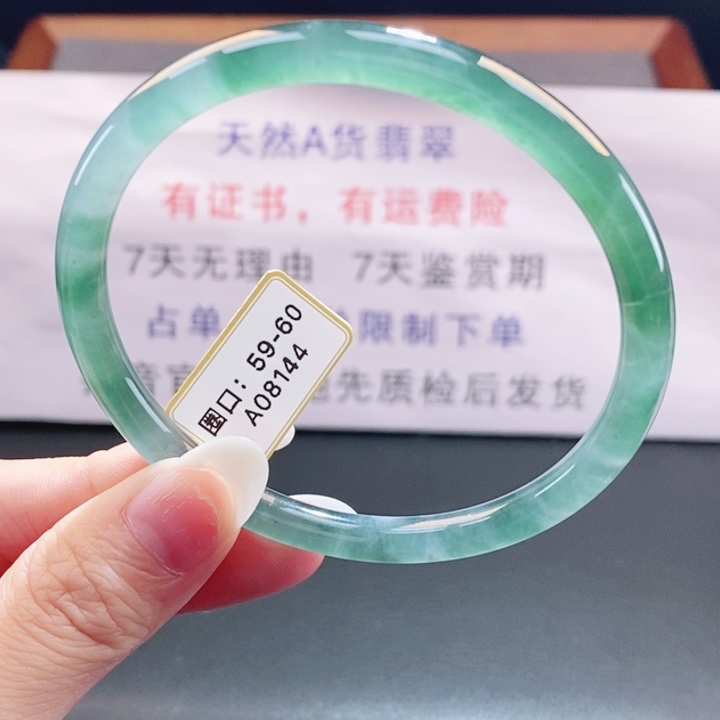 天然A货翡翠
有证书，有运费险
7天无理由 7天鉴赏期
占单 限制下单
先质检后发货
圈口：59-60
A08144